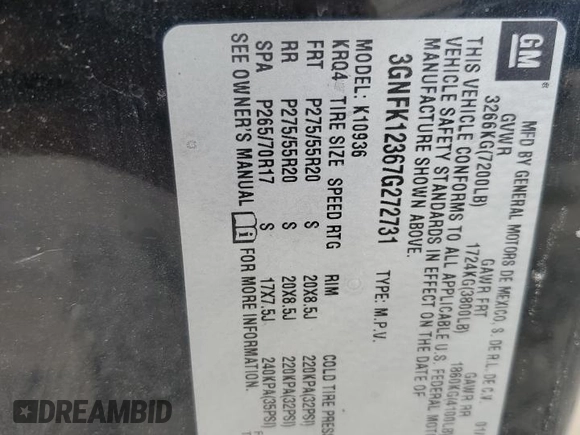 GM
MFD BY GENERAL MOTORS DE MEXICO, S. DE R.L. DE C.V.
01/
GVWR GAWR FRT GAWR RR
3266KG(7200LB) 1724KG(3800LB) 1860KG(4100LB
THIS VEHICLE CONFORMS TO ALL APPLICABLE U.S. FEDERAL MOT
VEHICLE SAFETY STANDARDS IN EFFECT ON THE DATE OF
MANUFACTURE SHOWN ABOVE.
3GNFK12367G272731 TYPE: M.P.V.
MODEL: K10936
KRQ4 TIRE SIZE SPEED RTG RIM COLD TIRE PRES
FRT P275/55R20 S 20X8.5J 220KPA(32PSI)
RR P275/55R20 S 20X8.5J 220KPA(32PSI)
SPA P265/70R17 S 17X7.5J 240KPA(35PSI)
SEE OWNER'S MANUAL FOR MORE INFORMATION.
DREAMBID